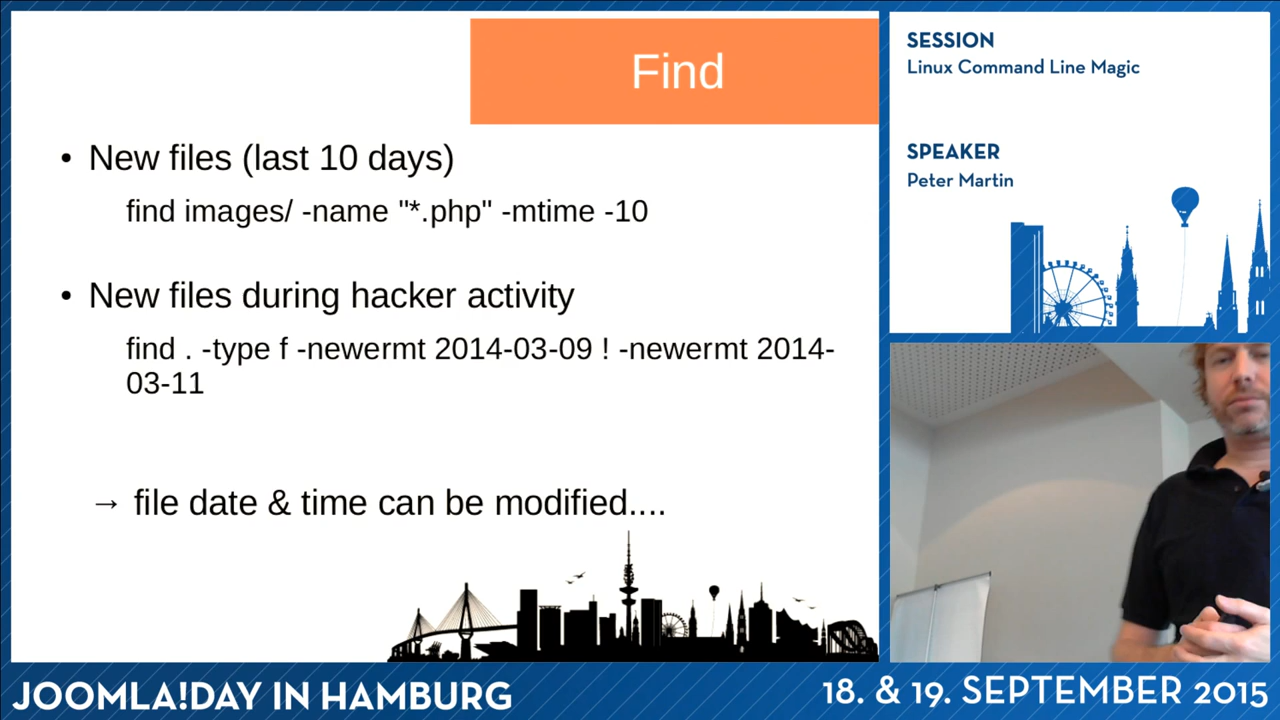 Find
• New files (last 10 days)
find images/ -name "*.php" -mtime -10
• New files during hacker activity
find . -type f -newermt 2014-03-09 ! -newermt 2014-
03-11
→ file date & time can be modified....
SESSION
Linux Command Line Magic
SPEAKER
Peter Martin
JOOMLA!DAY IN HAMBURG
18. & 19. SEPTEMBER 2015